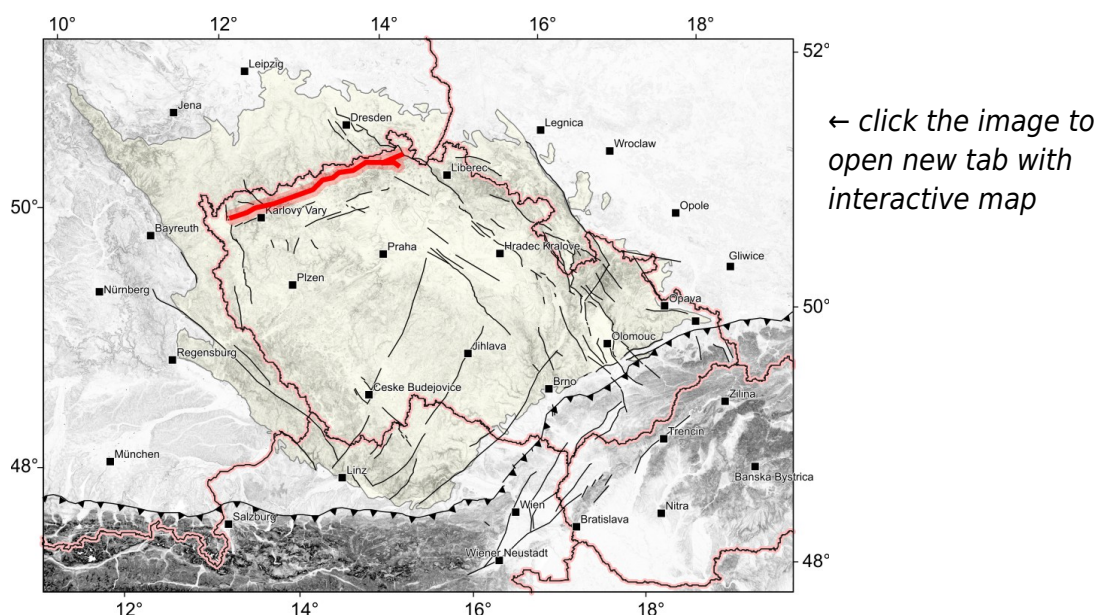 10°
12°
14°
16°
18°
52°
Leipzig
Jena
Dresden
Legnica
Wroclaw
← click the image to
open new tab with
interactive map
Liberec
50°
Karlovy Vary
Opole
Bayreuth
Praha
Hradec Kralove
Gliwice
Plzen
Nürnberg
Opava
50°
Olomouc
Regensburg
Jihlava
Ceske Budejovice
Brno
Zilina
Trencin
München
48°
Linz
Banska Bystrica
Wien
Nitra
Salzburg
Bratislava
Wiener Neustadt
48°
12°
14°
16°
18°